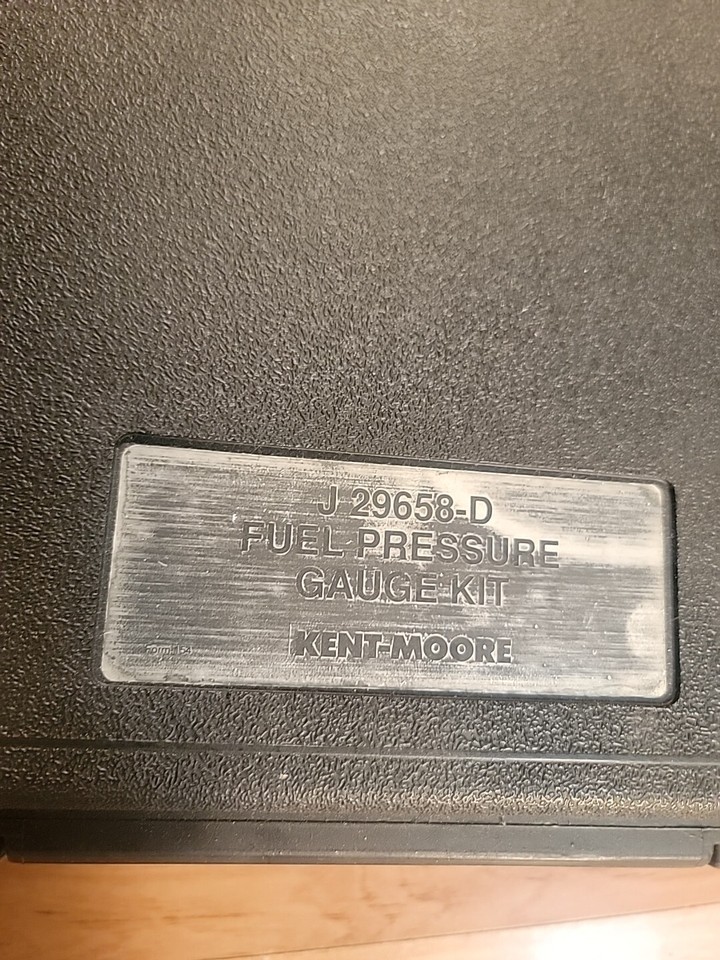 J 29658-D
FUEL PRESSURE
GAUGE KIT
KENT-MOORE